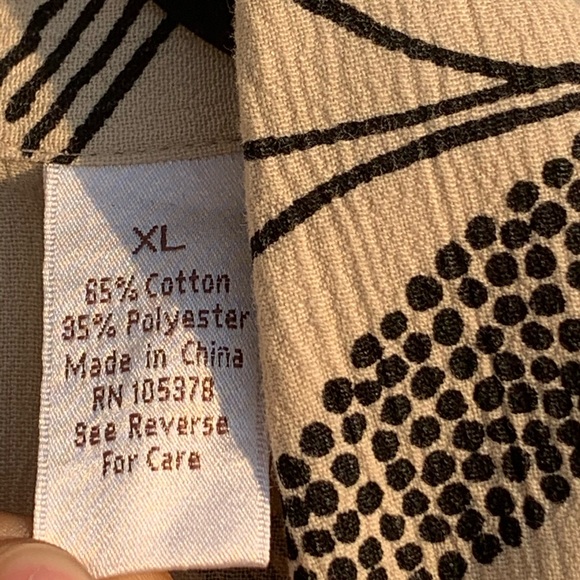 XL
65% Cotton
35% Polyester
Made in China
RN 105378
See Reverse
For Care